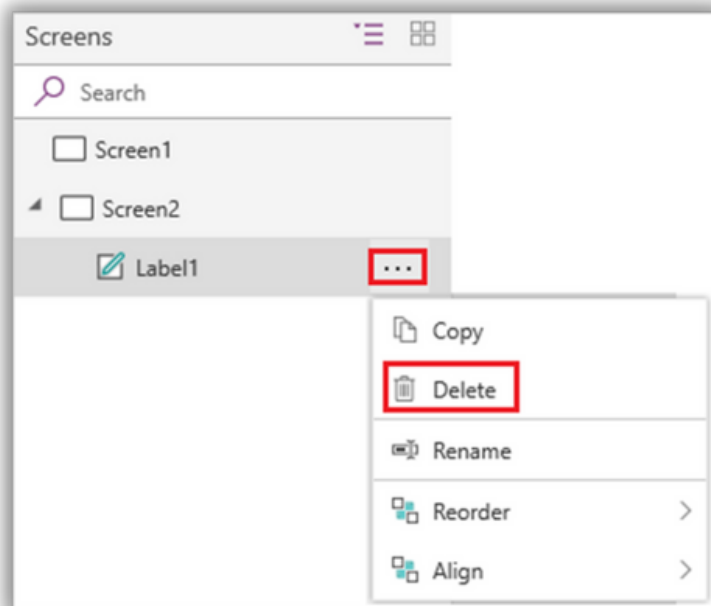 Screens
Search
Screen1
Screen2
Label1
Copy
Delete
Rename
Reorder
Align